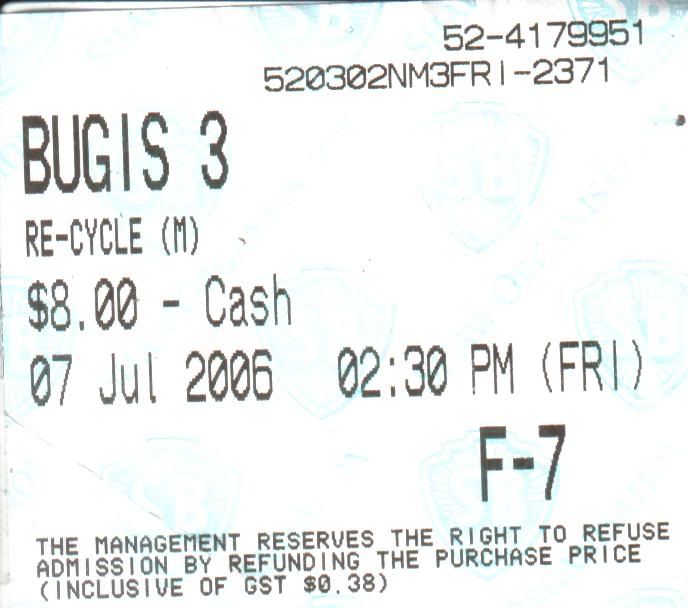 52-4179951
520302NM3FRI-2371
BUGIS 3
RE-CYCLE (M)
$8.00 - Cash
07 Jul 2006 02:30 PM (FRI)
F-7
THE MANAGEMENT RESERVES THE RIGHT TO REFUSE
ADMISSION BY REFUNDING THE PURCHASE PRICE
(INCLUSIVE OF GST $0.38)